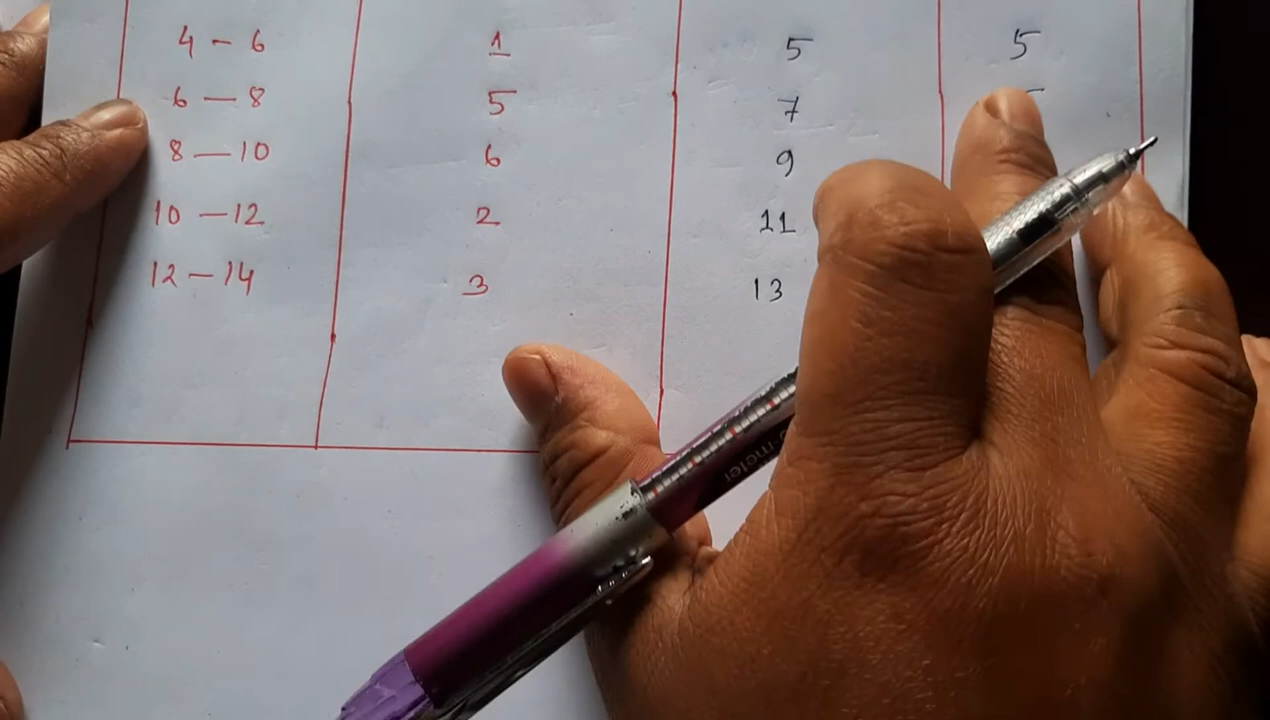 4 – 6 1 5 5
6 – 8 5 7
8 – 10 6 9
10 – 12 2 11
12 – 14 3 13
meler